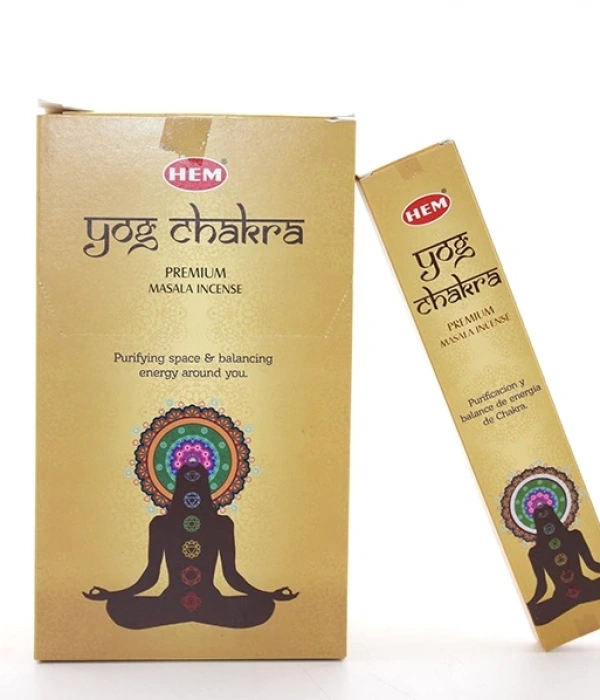 HEM®
yog chakra
PREMIUM
MASALA INCENSE
Purifying space & balancing
energy around you.
HEM®
yog
chakra
PREMIUM
MASALA INCENSE
Purificacion y
balance de energia
de Chakra.